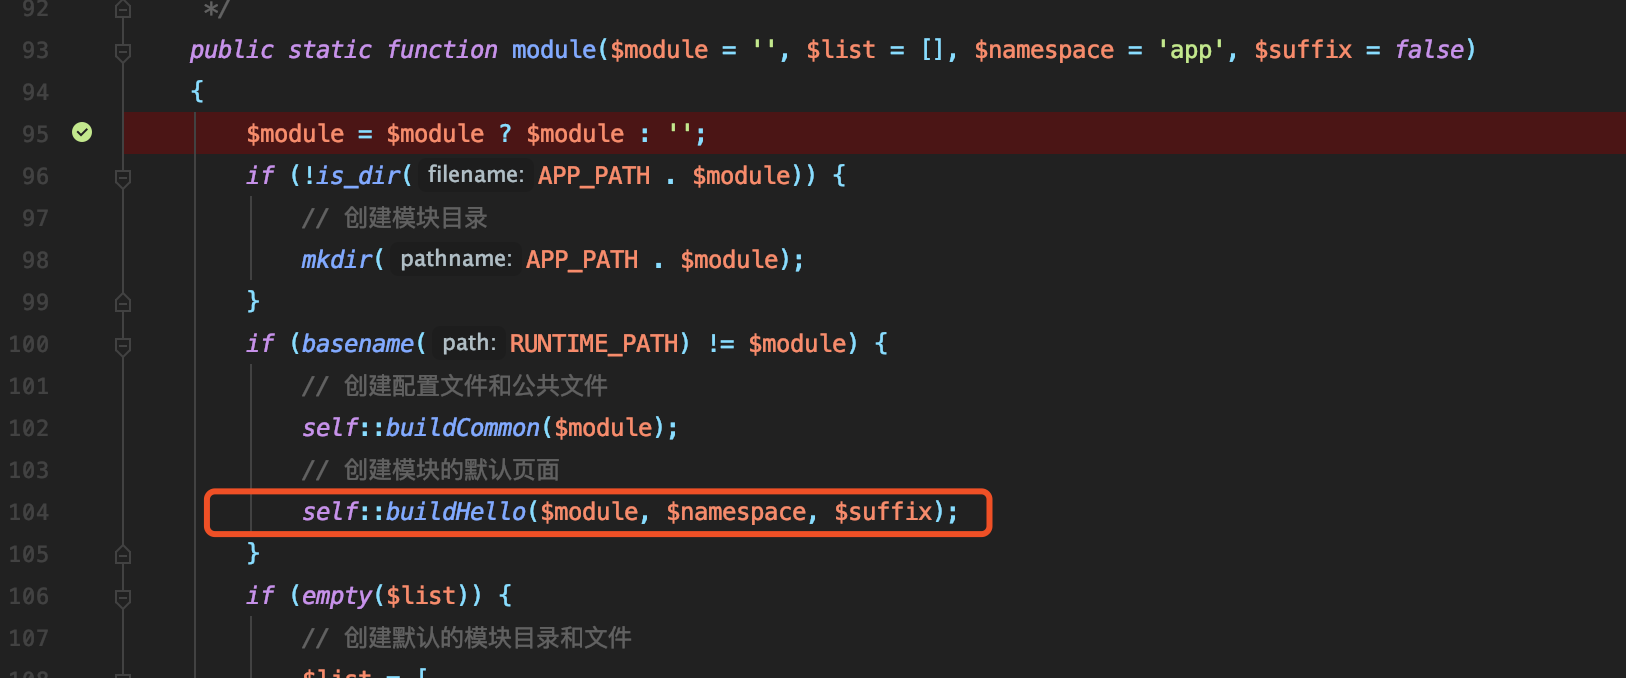 92 */
93 public static function module($module = '', $list = [], $namespace = 'app', $suffix = false)
94 {
95 $module = $module ? $module : '';
96 if (!is_dir( filename: APP_PATH . $module)) {
97 // 创建模块目录
98 mkdir( pathname: APP_PATH . $module);
99 }
100 if (basename( path: RUNTIME_PATH) != $module) {
101 // 创建配置文件和公共文件
102 self::buildCommon($module);
103 // 创建模块的默认页面
104 self::buildHello($module, $namespace, $suffix);
105 }
106 if (empty($list)) {
107 // 创建默认的模块目录和文件
108 $list = [